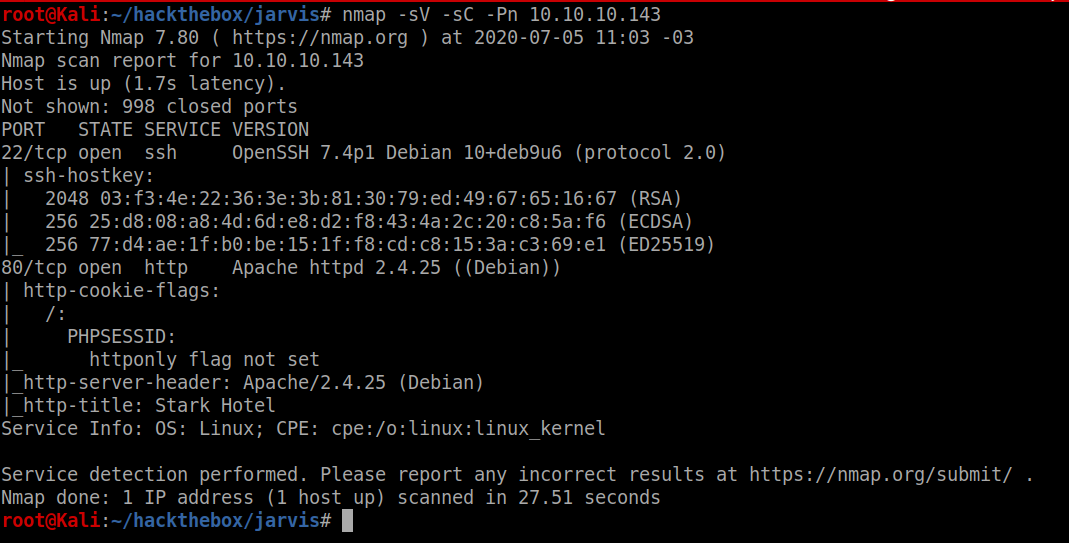 root@Kali:~/hackthebox/jarvis# nmap -sV -sC -Pn 10.10.10.143
Starting Nmap 7.80 ( https://nmap.org ) at 2020-07-05 11:03 -03
Nmap scan report for 10.10.10.143
Host is up (1.7s latency).
Not shown: 998 closed ports
PORT   STATE SERVICE VERSION
22/tcp open  ssh     OpenSSH 7.4p1 Debian 10+deb9u6 (protocol 2.0)
| ssh-hostkey:
|   2048 03:f3:4e:22:36:3e:3b:81:30:79:ed:49:67:65:16:67 (RSA)
|   256 25:d8:08:a8:4d:6d:e8:d2:f8:43:4a:2c:20:c8:5a:f6 (ECDSA)
|_  256 77:d4:ae:1f:b0:be:15:1f:f8:cd:c8:15:3a:c3:69:e1 (ED25519)
80/tcp open  http    Apache httpd 2.4.25 ((Debian))
| http-cookie-flags:
|   /:
|     PHPSESSID:
|_      httponly flag not set
|_http-server-header: Apache/2.4.25 (Debian)
|_http-title: Stark Hotel
Service Info: OS: Linux; CPE: cpe:/o:linux:linux_kernel

Service detection performed. Please report any incorrect results at https://nmap.org/submit/ .
Nmap done: 1 IP address (1 host up) scanned in 27.51 seconds
root@Kali:~/hackthebox/jarvis#